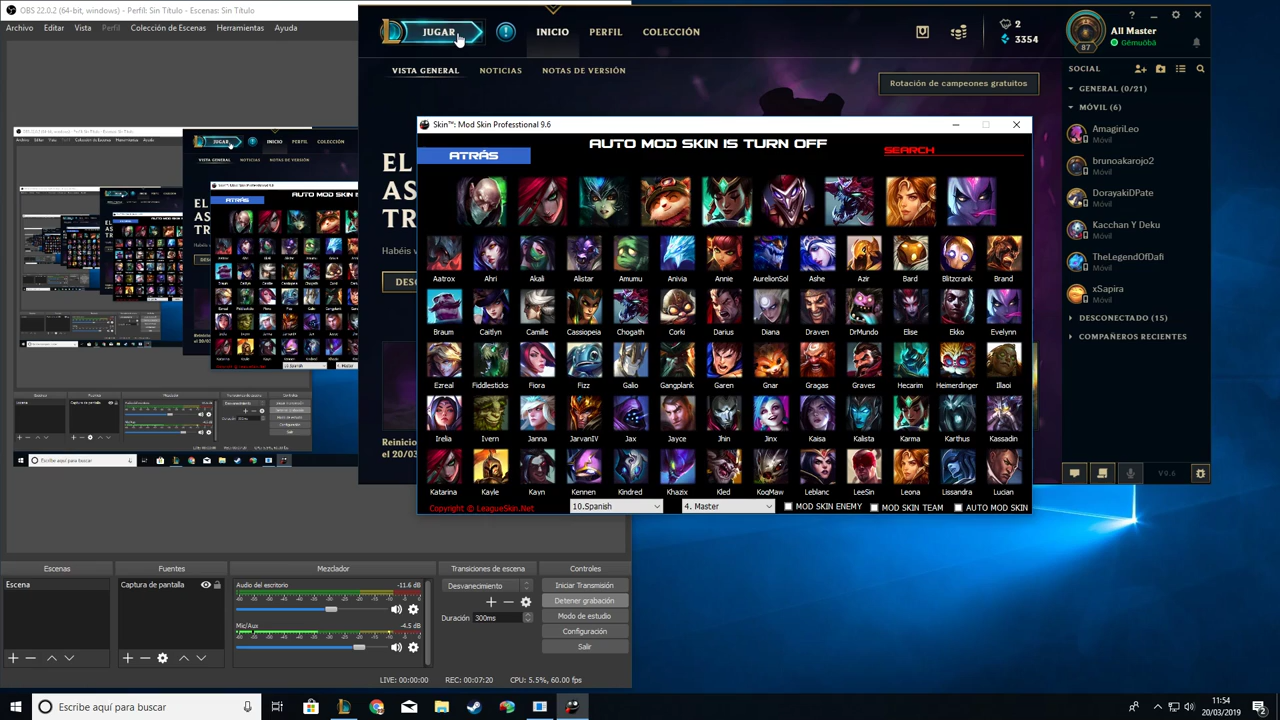 OBS 22.0.2 (64-bit, windows) - Perfil: Sin Título - Escenas: Sin Título
Archivo Editar Vista Perfil Colección de Escenas Herramientas Ayuda
JUGAR
INICIO PERFIL COLECCIÓN
2
3354
87
All Master
Gêmuôbà
VISTA GENERAL NOTICIAS NOTAS DE VERSIÓN
Rotación de campeones gratuitos
SOCIAL
GENERAL (0/21)
MÓVIL (6)
AmagiriLeo
Móvil
brunoakarojo2
Móvil
DorayakiDPate
Móvil
Kacchan Y Deku
Móvil
TheLegendOfDafi
Móvil
xSapira
Móvil
DESCONECTADO (15)
COMPAÑEROS RECIENTES
V9.6
EL
AS
TR
Habéis v
DESC
Reinicio
el 20/03
Skin™: Mod Skin Professtional 9.6
ATRÁS
AUTO MOD SKIN IS TURN OFF
SEARCH
Aatrox Ahri Akali Alistar Amumu Anivia Annie AurelionSol Ashe Azir Bard Blitzcrank Brand
Braum Caitlyn Camille Cassiopeia Chogath Corki Darius Diana Draven DrMundo Elise Ekko Evelynn
Ezreal Fiddlesticks Fiora Fizz Galio Gangplank Garen Gnar Gragas Graves Hecarim Heimerdinger Illaoi
Irelia Ivern Janna JarvanIV Jax Jayce Jhin Jinx Kaisa Kalista Karma Karthus Kassadin
Katarina Kayle Kayn Kennen Kindred Khazix Kled KogMaw Leblanc LeeSin Leona Lissandra Lucian
Copyright @ LeagueSkin.Net
10.Spanish
4. Master
MOD SKIN ENEMY
MOD SKIN TEAM
AUTO MOD SKIN
Escenas
Escena
Fuentes
Captura de pantalla
Mezclador
Audio del escritorio -11.6 dB
Mic/Aux -4.5 dB
Transiciones de escena
Desvanecimiento
Duración 300ms
Controles
Iniciar Transmisión
Detener grabación
Modo de estudio
Configuración
Salir
LIVE: 00:00:00 REC: 00:07:20 CPU: 5.5%, 60.00 fps
Escribe aquí para buscar
11:54
20/03/2019
2